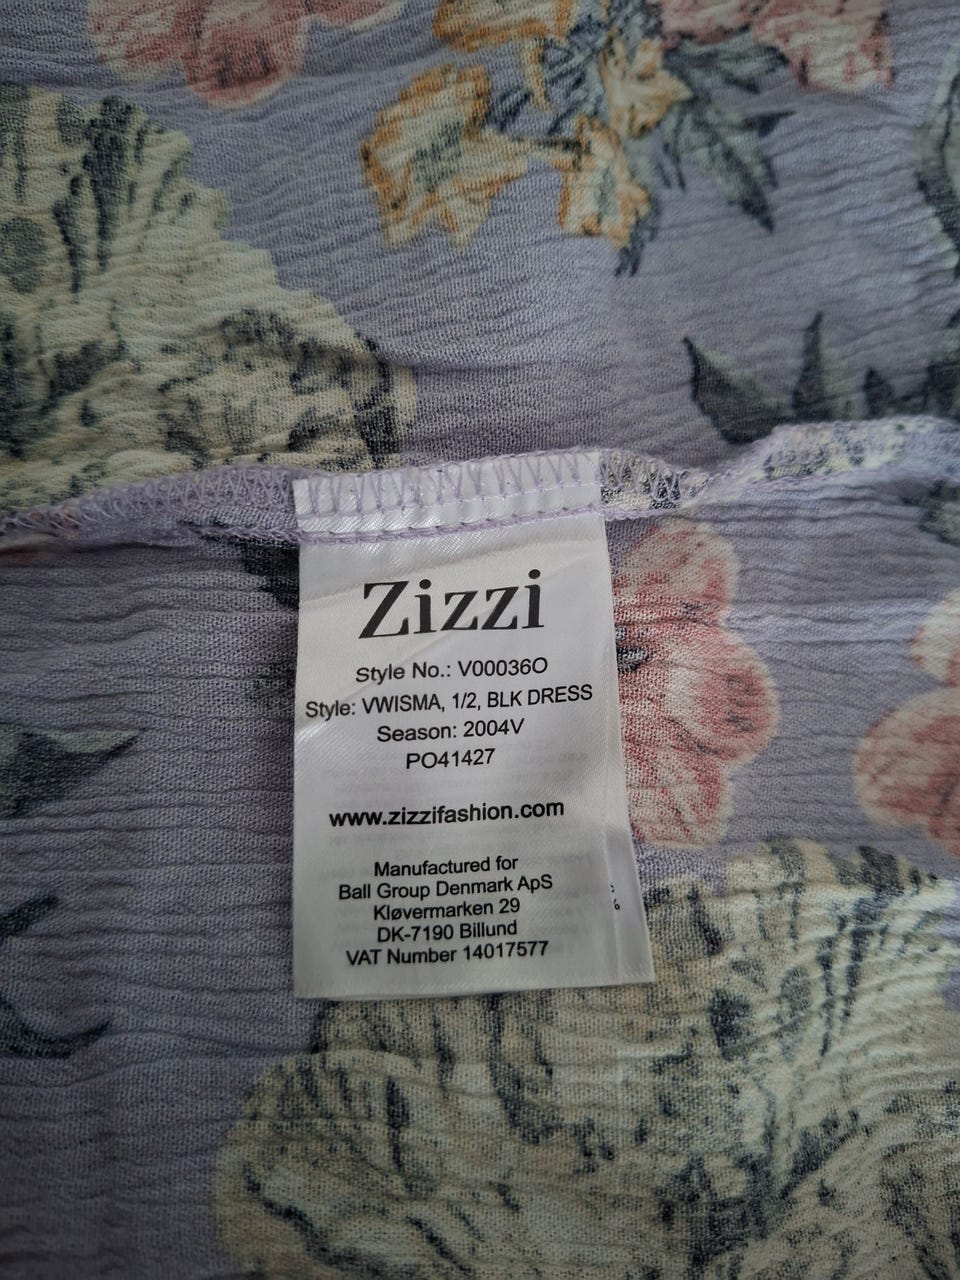 Zizzi
Style No.: V00036O
Style: VWISMA, 1/2, BLK DRESS
Season: 2004V
PO41427
www.zizzifashion.com
Manufactured for
Ball Group Denmark ApS
Kløvermarken 29
DK-7190 Billund
VAT Number 14017577
%